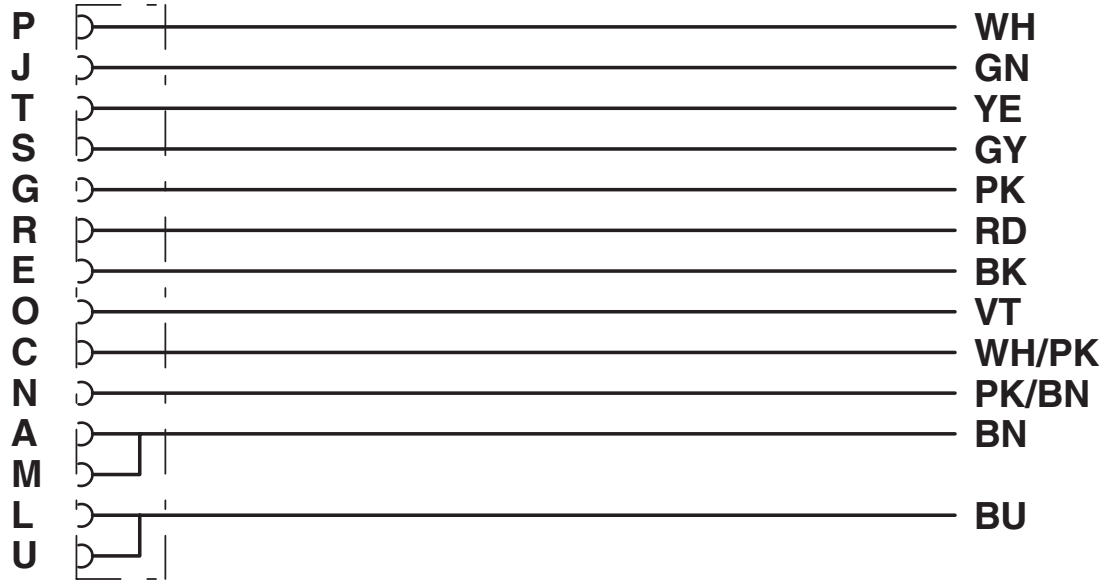 P WH
J GN
T YE
S GY
G PK
R RD
E BK
O VT
C WH/PK
N PK/BN
A BN
M
L BU
U